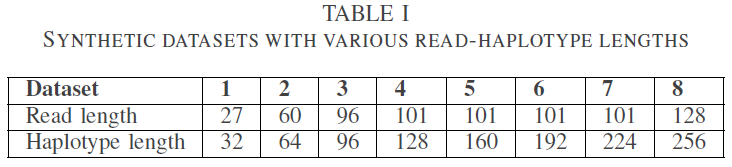 TABLE I
SYNTHETIC DATASETS WITH VARIOUS READ-HAPLOTYPE LENGTHS
Dataset 1 2 3 4 5 6 7 8
Read length 27 60 96 101 101 101 101 128
Haplotype length 32 64 96 128 160 192 224 256